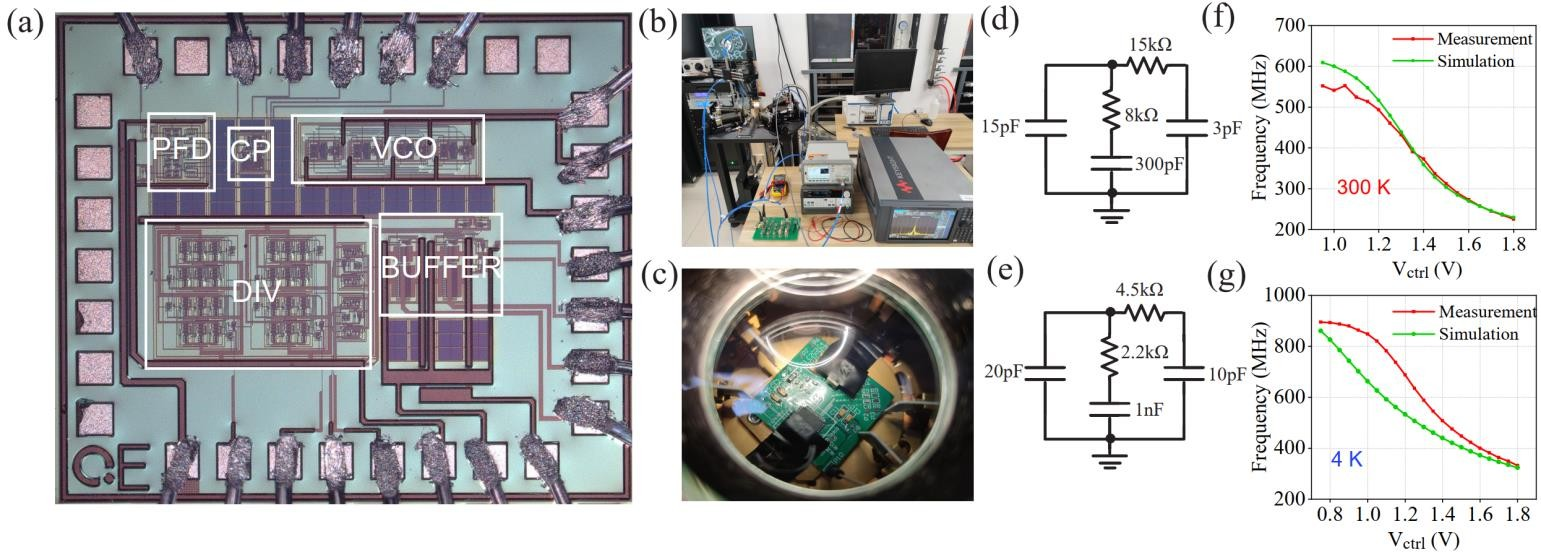 (a)
PFD
CP
VCO
DIV
BUFFER
QE
(b)
KEYSIGHT
(c)
(d)
15kΩ
15pF
8kΩ
3pF
300pF
(e)
4.5kΩ
20pF
2.2kΩ
10pF
1nF
(f)
Frequency (MHz)
700
600
500
400
300
200
Measurement
Simulation
300 K
1.0 1.2 1.4 1.6 1.8
Vctrl (V)
(g)
Frequency (MHz)
1000
800
600
400
200
Measurement
Simulation
4 K
0.8 1.0 1.2 1.4 1.6 1.8
Vctrl (V)